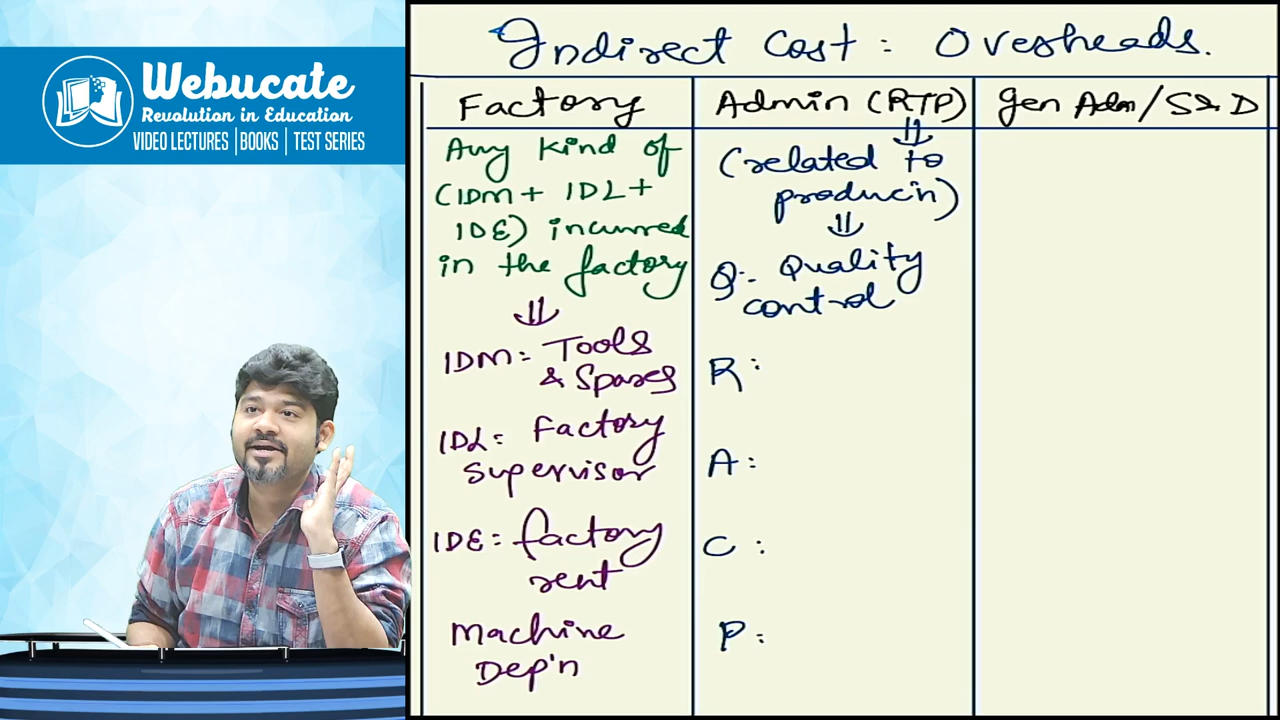 Webucate
Revolution in Education
VIDEO LECTURES | BOOKS | TEST SERIES
Indirect Cost : Overheads.
Factory
Any kind of
(IDM + IDL +
IDE) incurred
in the factory
⇓
IDM: Tools
& Spares
IDL: Factory
Supervisor
IDE: factory
rent
Machine
Dep'n
Admin (RTP)
⇓
(related to
produc'n)
⇓
Q:- Quality
control
R:
A:
C:
P:
Gen Adm/S&D